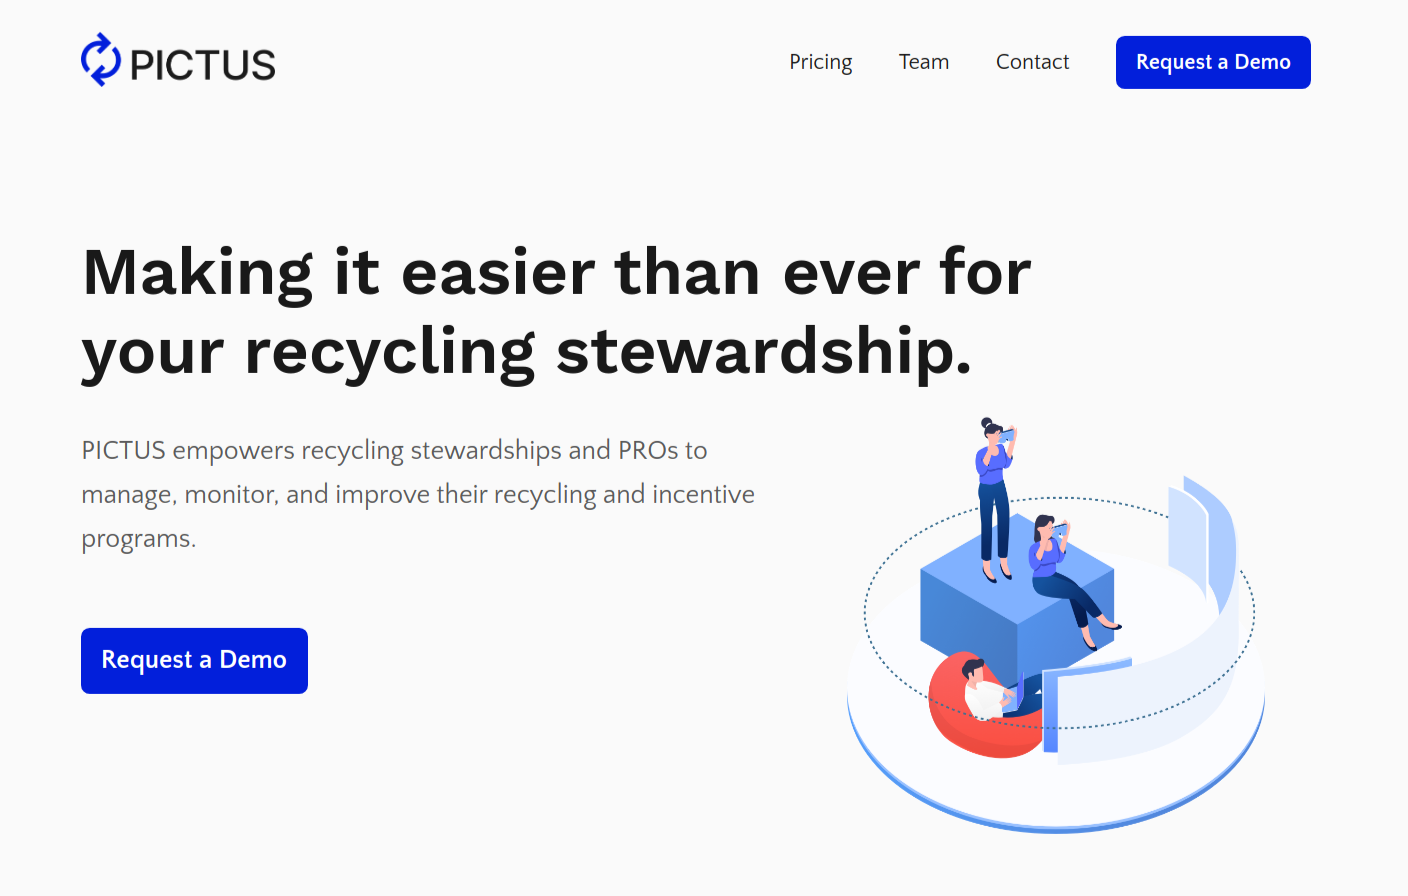 PICTUS
Pricing Team Contact Request a Demo
Making it easier than ever for
your recycling stewardship.
PICTUS empowers recycling stewardships and PROs to
manage, monitor, and improve their recycling and incentive
programs.
Request a Demo